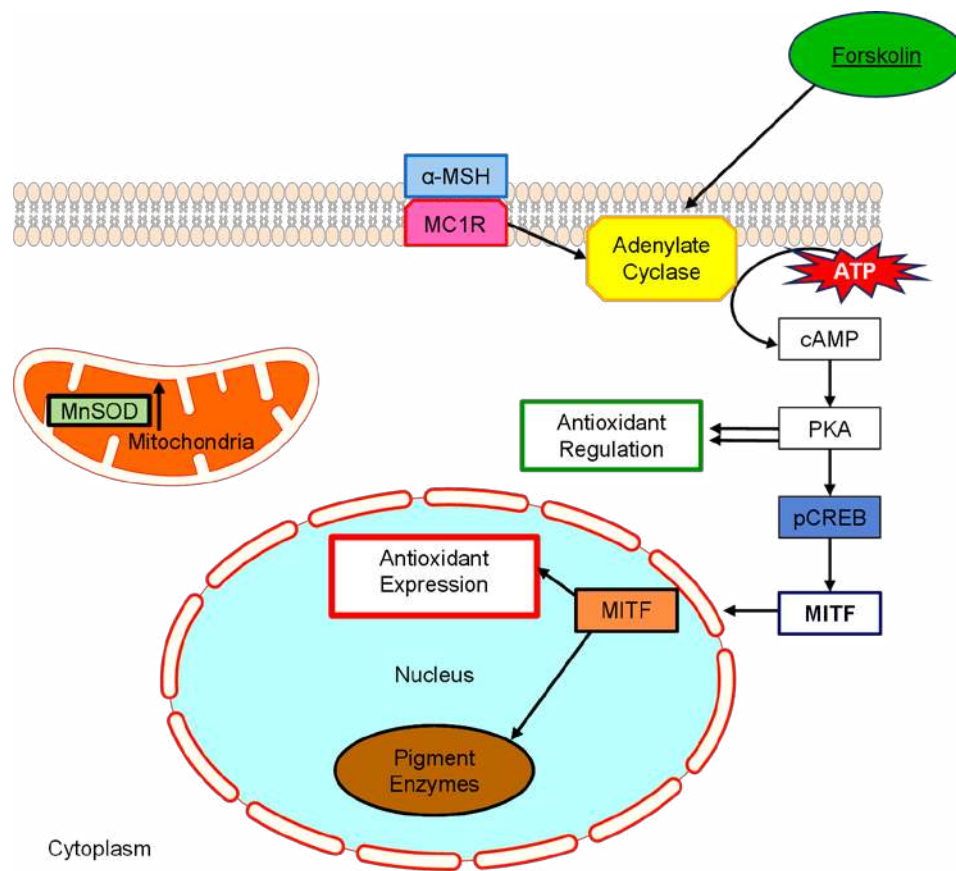 Forskolin
α-MSH
MC1R
Adenylate
Cyclase
ATP
cAMP
MnSOD
Mitochondria
Antioxidant
Regulation
PKA
pCREB
Antioxidant
Expression
MITF
MITF
Nucleus
Pigment
Enzymes
Cytoplasm